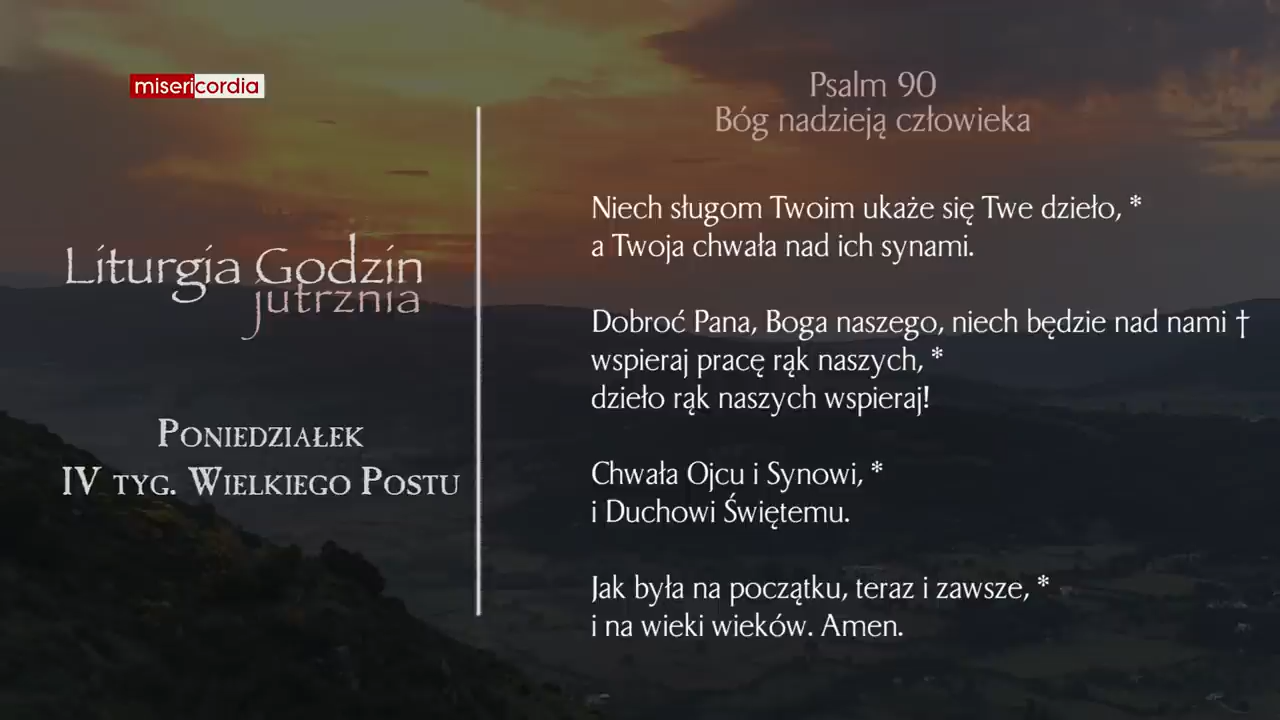 misericordia
Liturgia Godzin
jutrznia
Poniedziałek
IV tyg. Wielkiego Postu
Psalm 90
Bóg nadzieją człowieka
Niech sługom Twoim ukaże się Twe dzieło, *
a Twoja chwała nad ich synami.
Dobroć Pana, Boga naszego, niech będzie nad nami †
wspieraj pracę rąk naszych, *
dzieło rąk naszych wspieraj!
Chwała Ojcu i Synowi, *
i Duchowi Świętemu.
Jak była na początku, teraz i zawsze, *
i na wieki wieków. Amen.